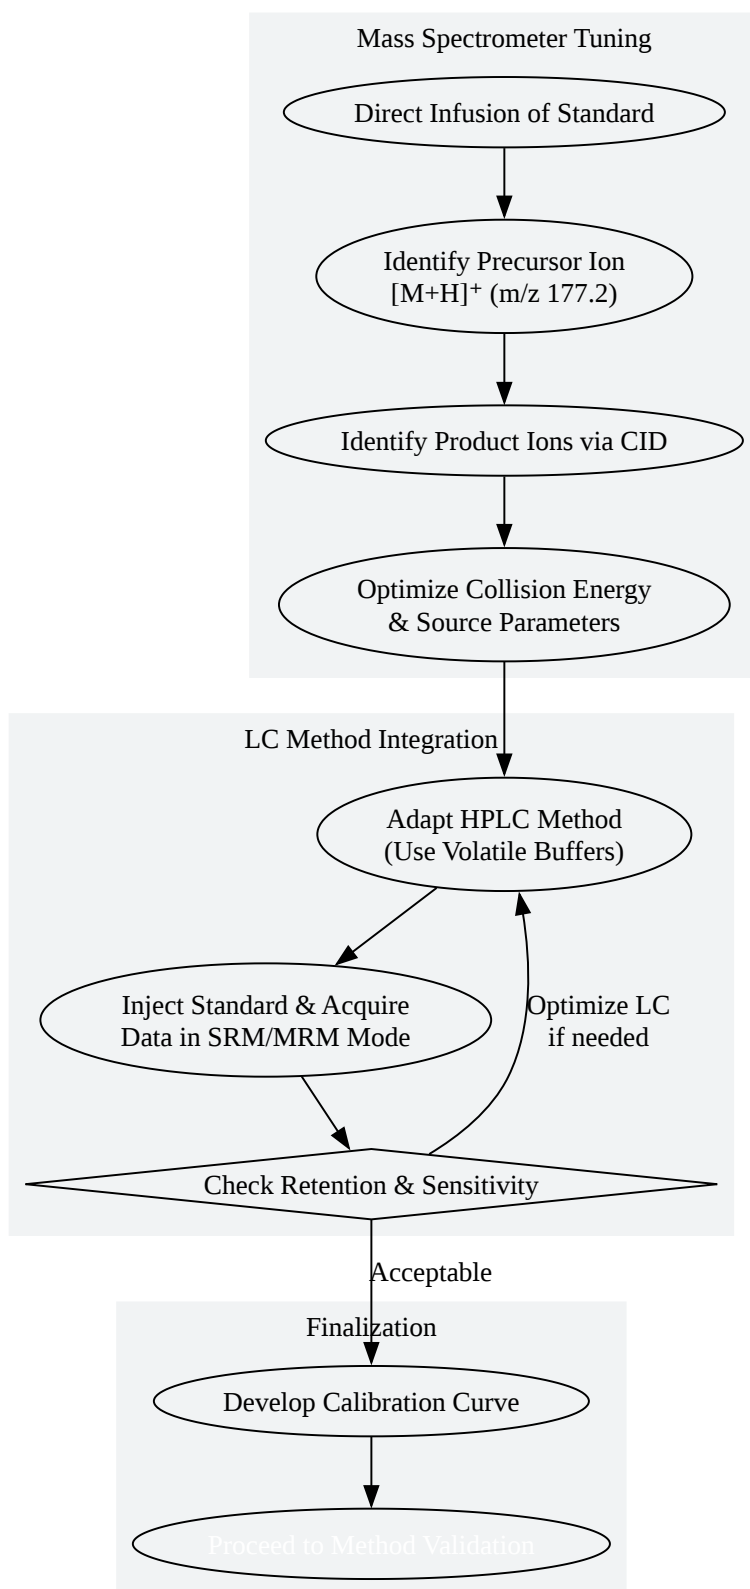 Mass Spectrometer Tuning
Direct Infusion of Standard
Identify Precursor Ion
[M+H]⁺ (m/z 177.2)
Identify Product Ions via CID
Optimize Collision Energy
& Source Parameters
LC Method Integration
Adapt HPLC Method
(Use Volatile Buffers)
Inject Standard & Acquire
Data in SRM/MRM Mode
Optimize LC
if needed
Check Retention & Sensitivity
Acceptable
Finalization
Develop Calibration Curve
Proceed to Method Validation